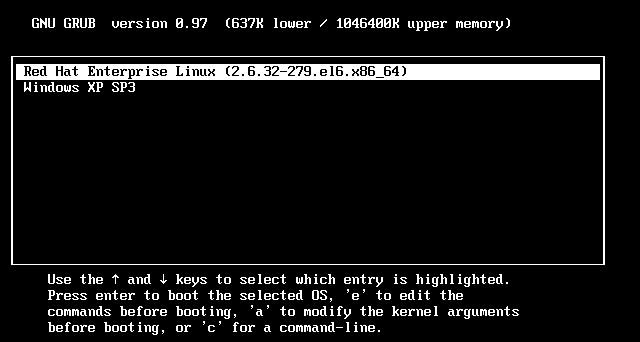 GNU GRUB  version 0.97  (637K lower / 1046400K upper memory)
Red Hat Enterprise Linux (2.6.32-279.el6.x86_64)
Windows XP SP3
Use the ↑ and ↓ keys to select which entry is highlighted.
Press enter to boot the selected OS, 'e' to edit the
commands before booting, 'a' to modify the kernel arguments
before booting, or 'c' for a command-line.